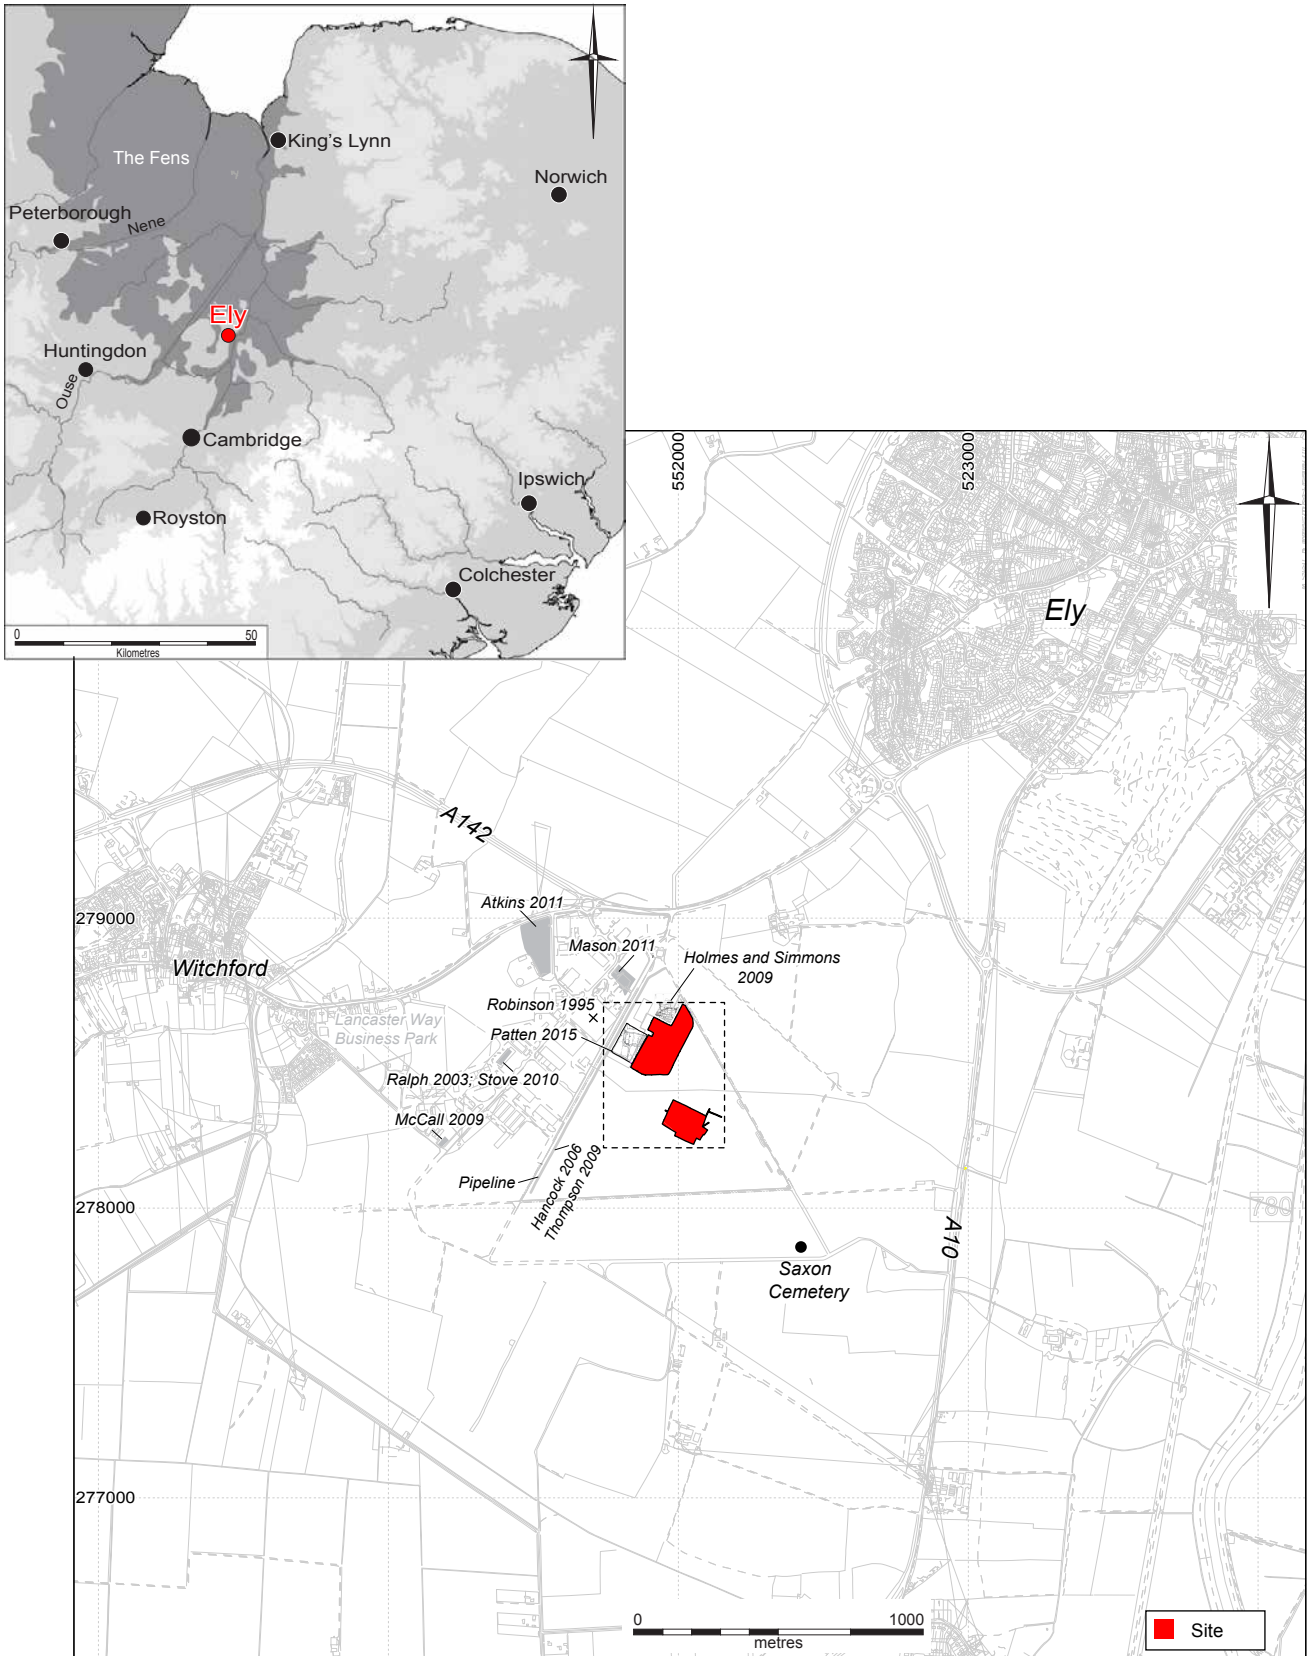 The Fens
King's Lynn
Norwich
Peterborough
Nene
Ely
Huntingdon
Ouse
Cambridge
Ipswich
Royston
Colchester
0 50
Kilometres
552000
523000
Ely
A142
Atkins 2011
279000
Mason 2011
Witchford
Holmes and Simmons
2009
Robinson 1995
Lancaster Way
Business Park
Patten 2015
Ralph 2003; Stove 2010
McCall 2009
Pipeline
Hancock 2006
Thompson 2009
278000
780
A10
Saxon
Cemetery
277000
0 1000
metres
Site